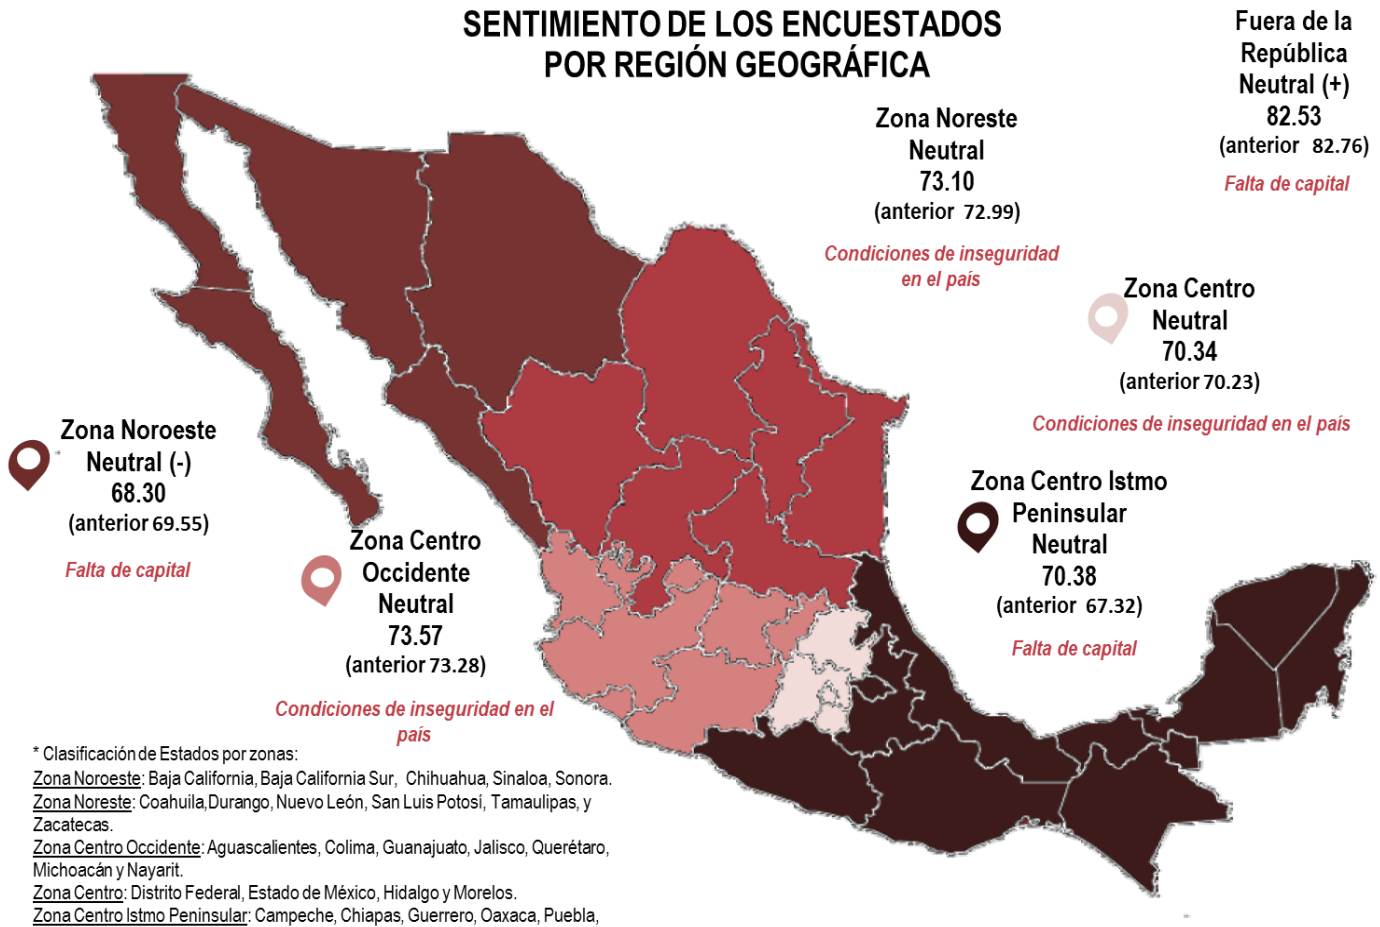 SENTIMIENTO DE LOS ENCUESTADOS
POR REGIÓN GEOGRÁFICA
Fuera de la
República
Neutral (+)
82.53
(anterior 82.76)
Falta de capital
Zona Noreste
Neutral
73.10
(anterior 72.99)
Condiciones de inseguridad
en el país
Zona Centro
Neutral
70.34
(anterior 70.23)
Condiciones de inseguridad en el país
Zona Noroeste
Neutral (-)
68.30
(anterior 69.55)
Falta de capital
Zona Centro Istmo
Peninsular
Neutral
70.38
(anterior 67.32)
Falta de capital
Zona Centro
Occidente
Neutral
73.57
(anterior 73.28)
Condiciones de inseguridad en el
país
* Clasificación de Estados por zonas:
Zona Noroeste: Baja California, Baja California Sur, Chihuahua, Sinaloa, Sonora.
Zona Noreste: Coahuila,Durango, Nuevo León, San Luis Potosí, Tamaulipas, y
Zacatecas.
Zona Centro Occidente: Aguascalientes, Colima, Guanajuato, Jalisco, Querétaro,
Michoacán y Nayarit.
Zona Centro: Distrito Federal, Estado de México, Hidalgo y Morelos.
Zona Centro Istmo Peninsular: Campeche, Chiapas, Guerrero, Oaxaca, Puebla,